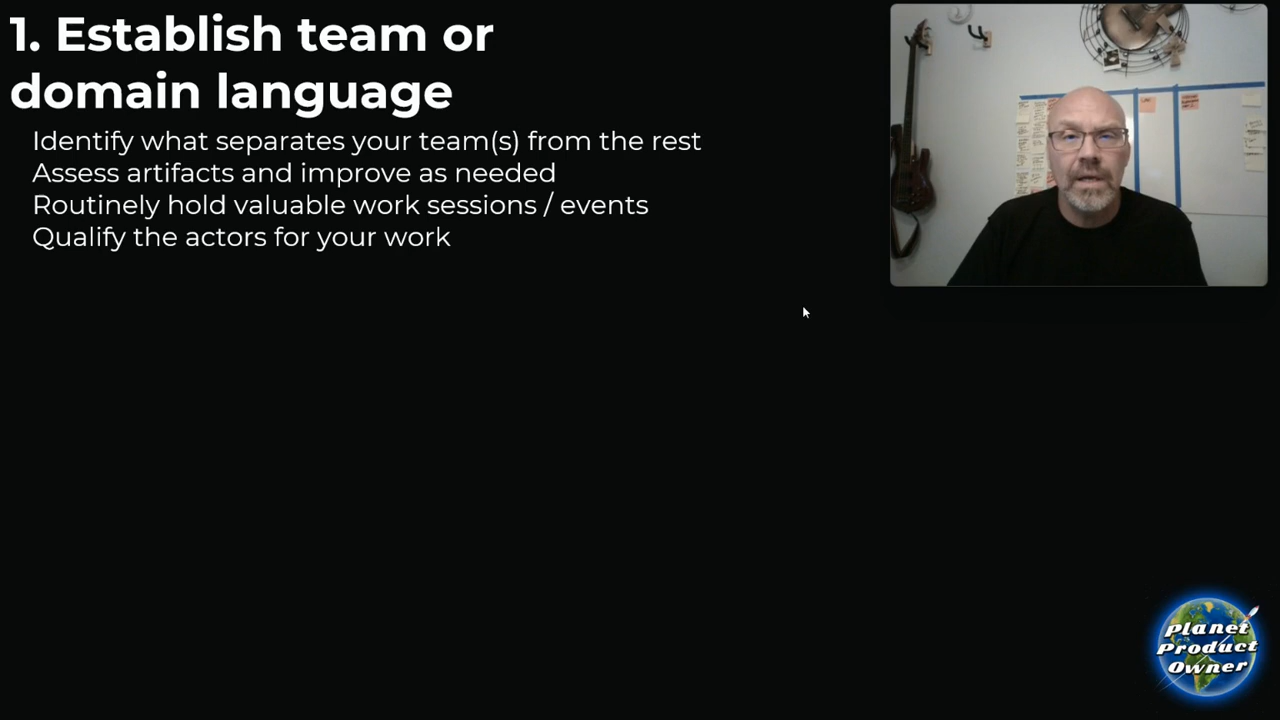 1. Establish team or
domain language
Identify what separates your team(s) from the rest
Assess artifacts and improve as needed
Routinely hold valuable work sessions / events
Qualify the actors for your work
Planet
Product
Owner